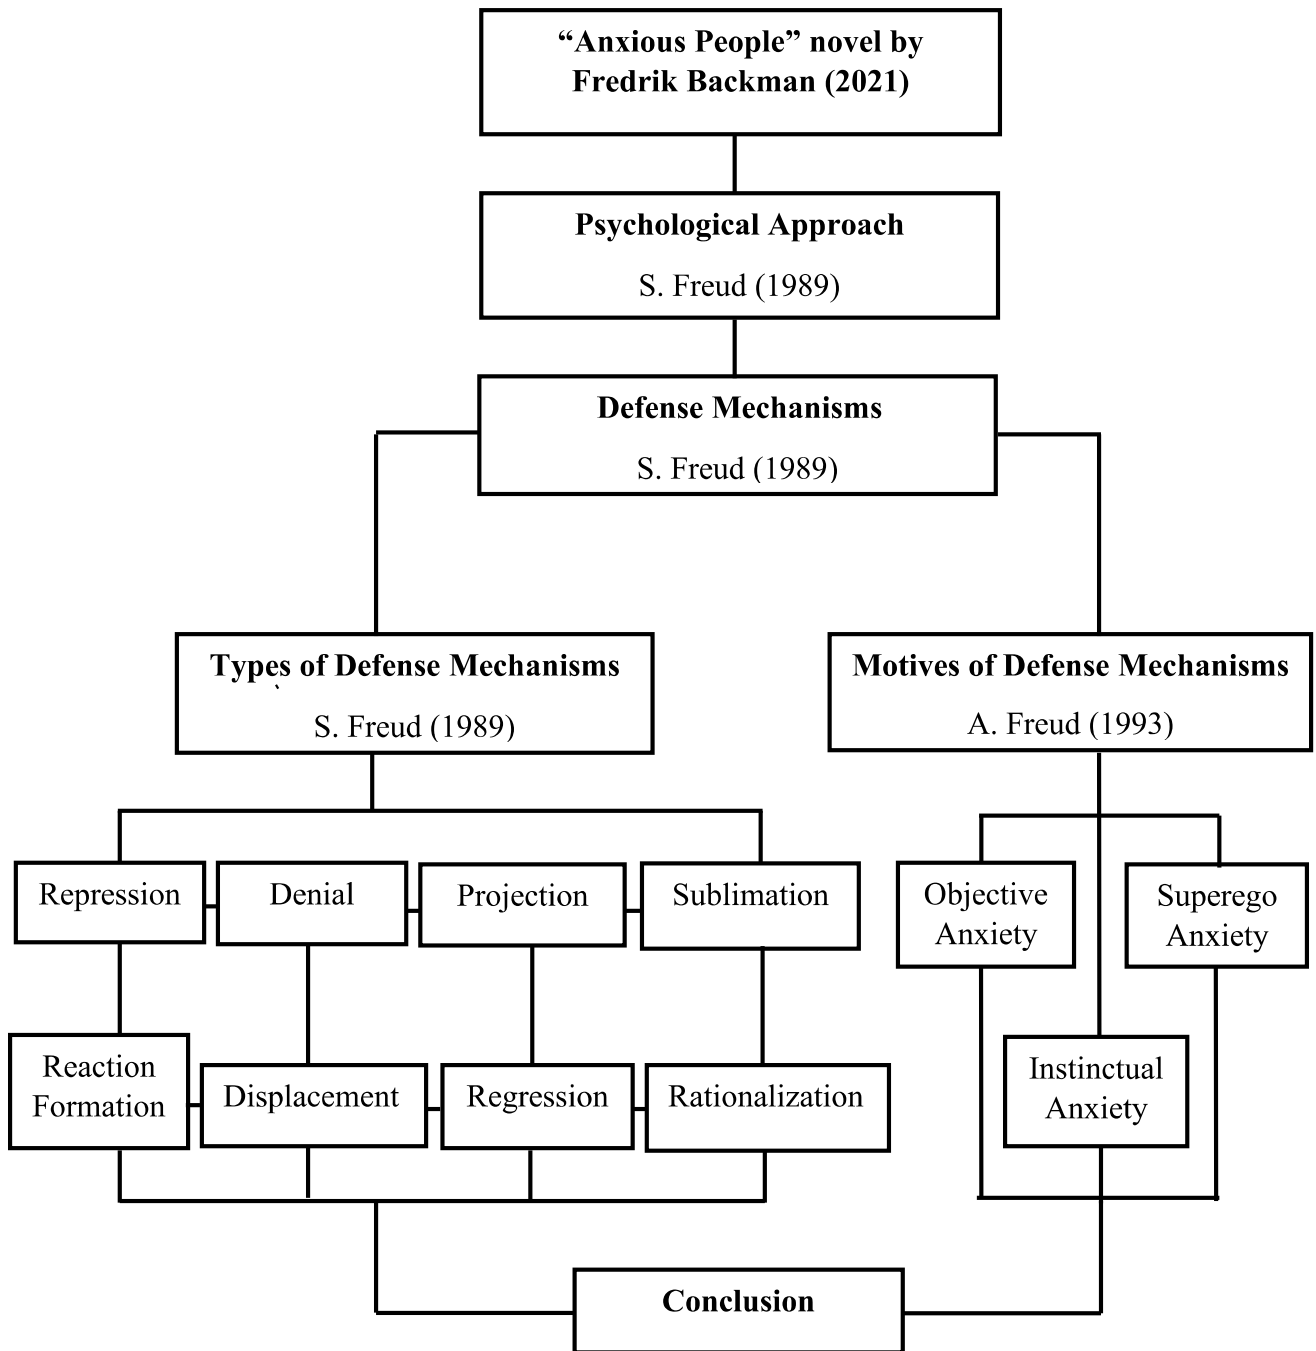 “Anxious People” novel by
Fredrik Backman (2021)
Psychological Approach
S. Freud (1989)
Defense Mechanisms
S. Freud (1989)
Types of Defense Mechanisms
S. Freud (1989)
Motives of Defense Mechanisms
A. Freud (1993)
Repression
Denial
Projection
Sublimation
Objective
Anxiety
Superego
Anxiety
Reaction
Formation
Displacement
Regression
Rationalization
Instinctual
Anxiety
Conclusion